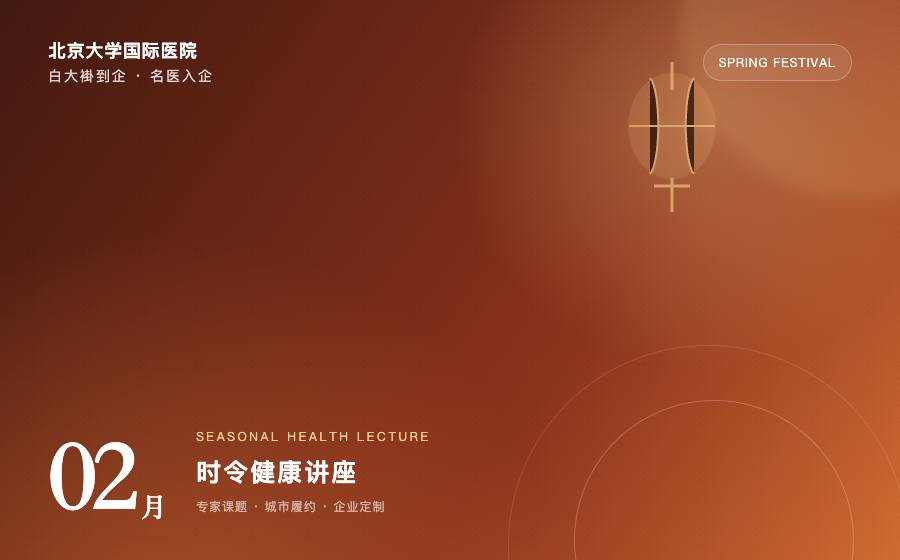 北京大学国际医院
白大褂到企 · 名医入企
SPRING FESTIVAL
SEASONAL HEALTH LECTURE
02月
时令健康讲座
专家课题 · 城市履约 · 企业定制